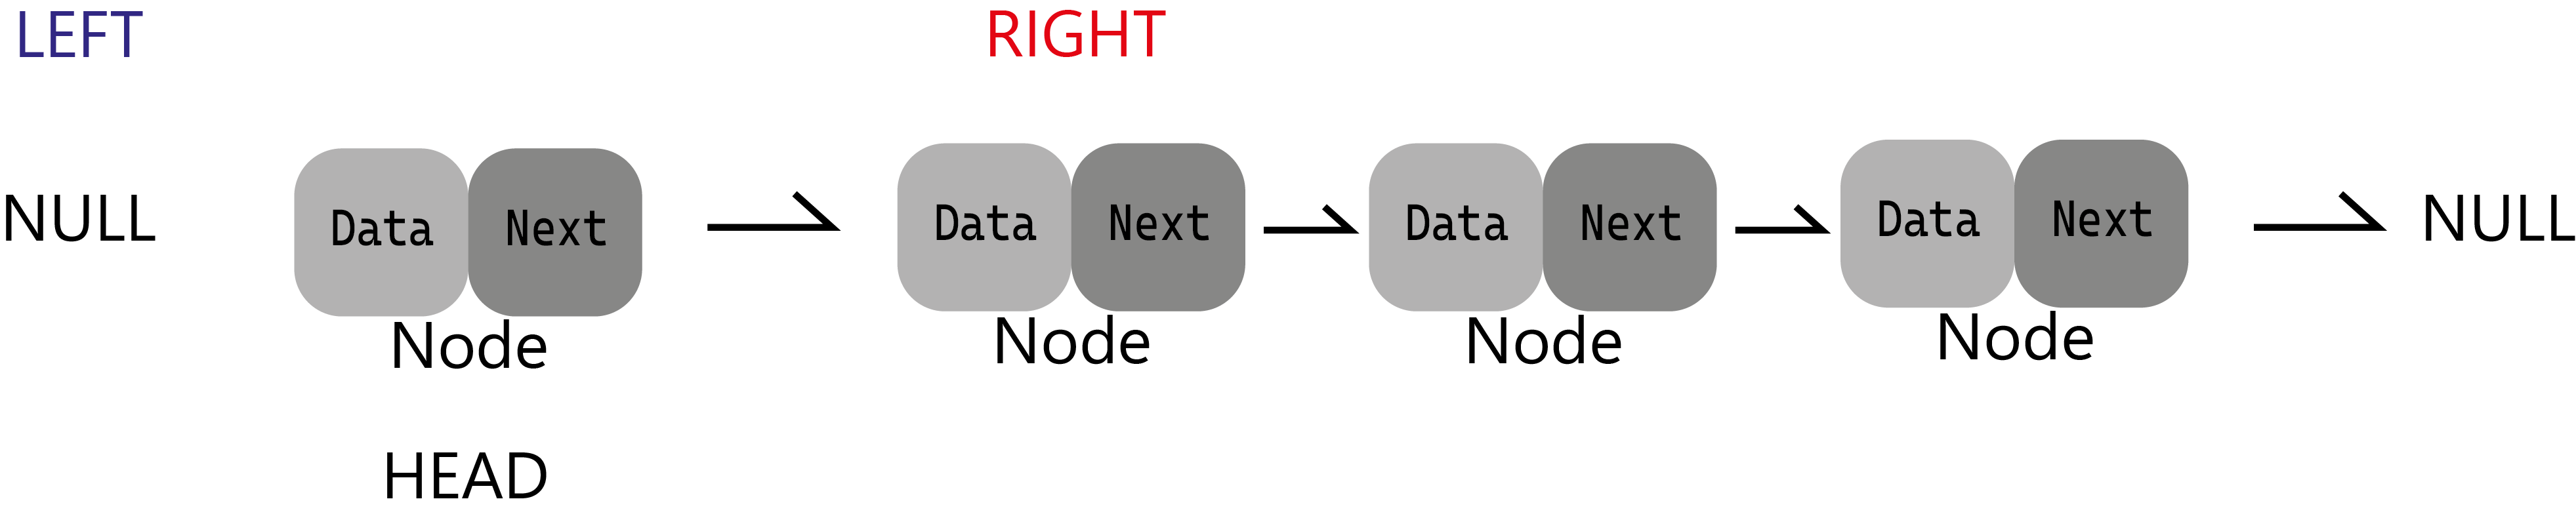 LEFT
RIGHT
NULL
Data Next
Data Next
Data Next
Data Next
NULL
Node
Node
Node
Node
HEAD